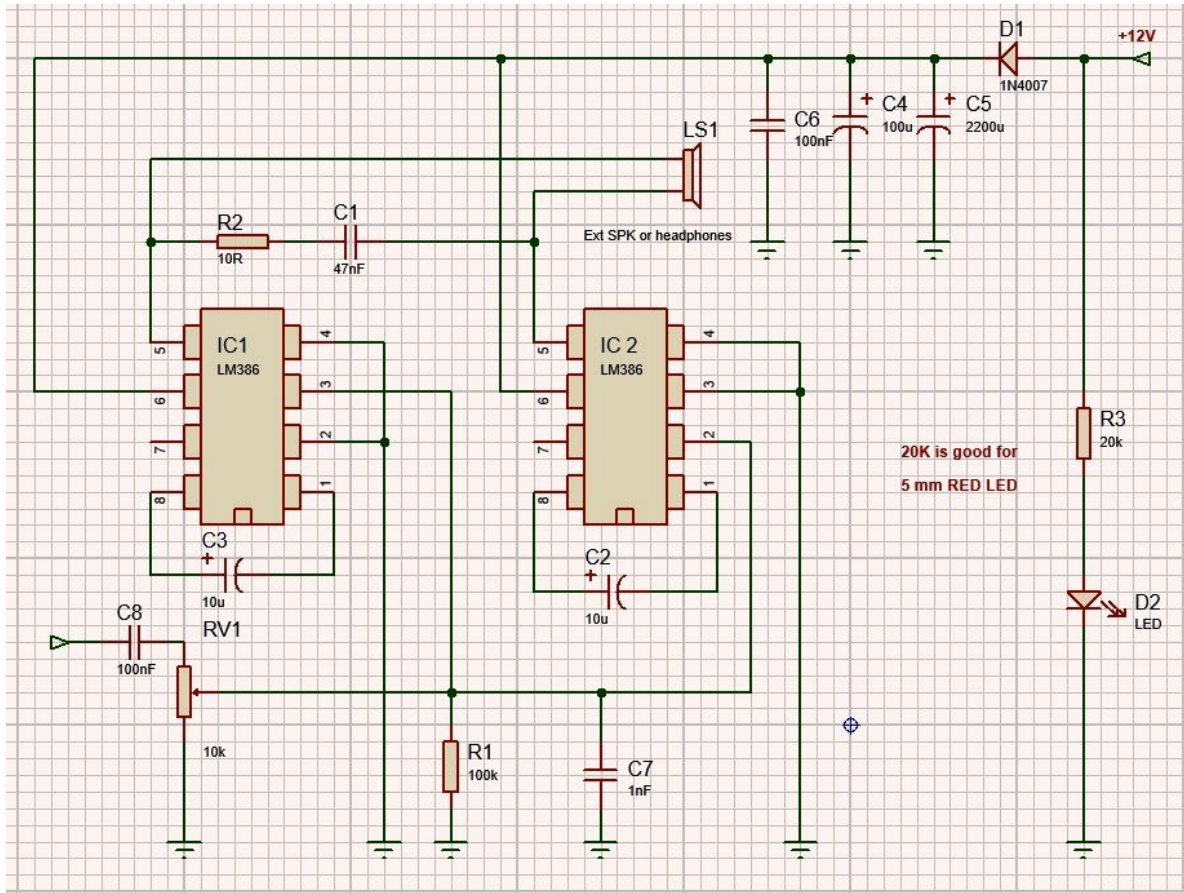 D1
+12V
1N4007
C6
100nF
C4
100u
C5
2200u
LS1
Ext SPK or headphones
R2
10R
C1
47nF
IC1
LM386
5
6
7
8
4
3
2
1
IC 2
LM386
5
6
7
8
4
3
2
1
R3
20k
20K is good for
5 mm RED LED
C3
10u
C2
10u
C8
100nF
RV1
10k
D2
LED
R1
100k
C7
1nF